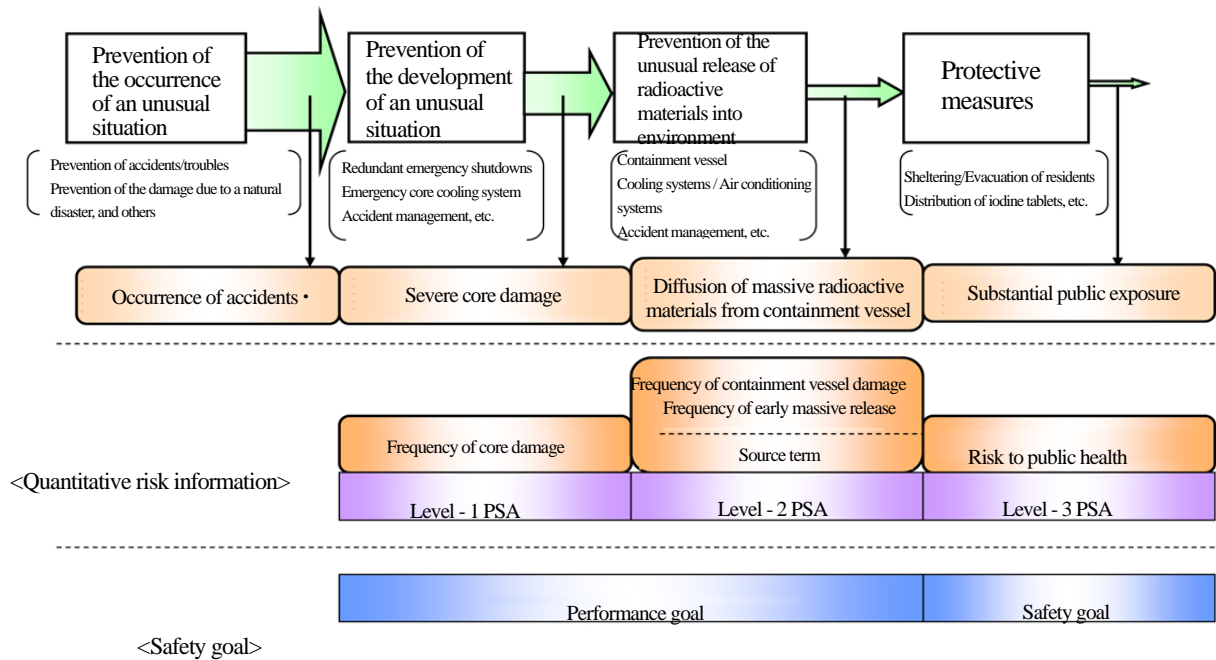 Prevention of
the occurrence
of an unusual
situation
Prevention of
the development
of an unusual
situation
Prevention of the
unusual release of
radioactive
materials into
environment
Protective
measures
Prevention of accidents/troubles
Prevention of the damage due to a natural
disaster, and others
Redundant emergency shutdowns
Emergency core cooling system
Accident management, etc.
Containment vessel
Cooling systems / Air conditioning
systems
Accident management, etc.
Sheltering/Evacuation of residents
Distribution of iodine tablets, etc.
Occurrence of accidents・
Severe core damage
Diffusion of massive radioactive
materials from containment vessel
Substantial public exposure
<Quantitative risk information>
Frequency of core damage
Frequency of containment vessel damage
Frequency of early massive release
Source term
Risk to public health
Level - 1 PSA
Level - 2 PSA
Level - 3 PSA
Performance goal
Safety goal
<Safety goal>